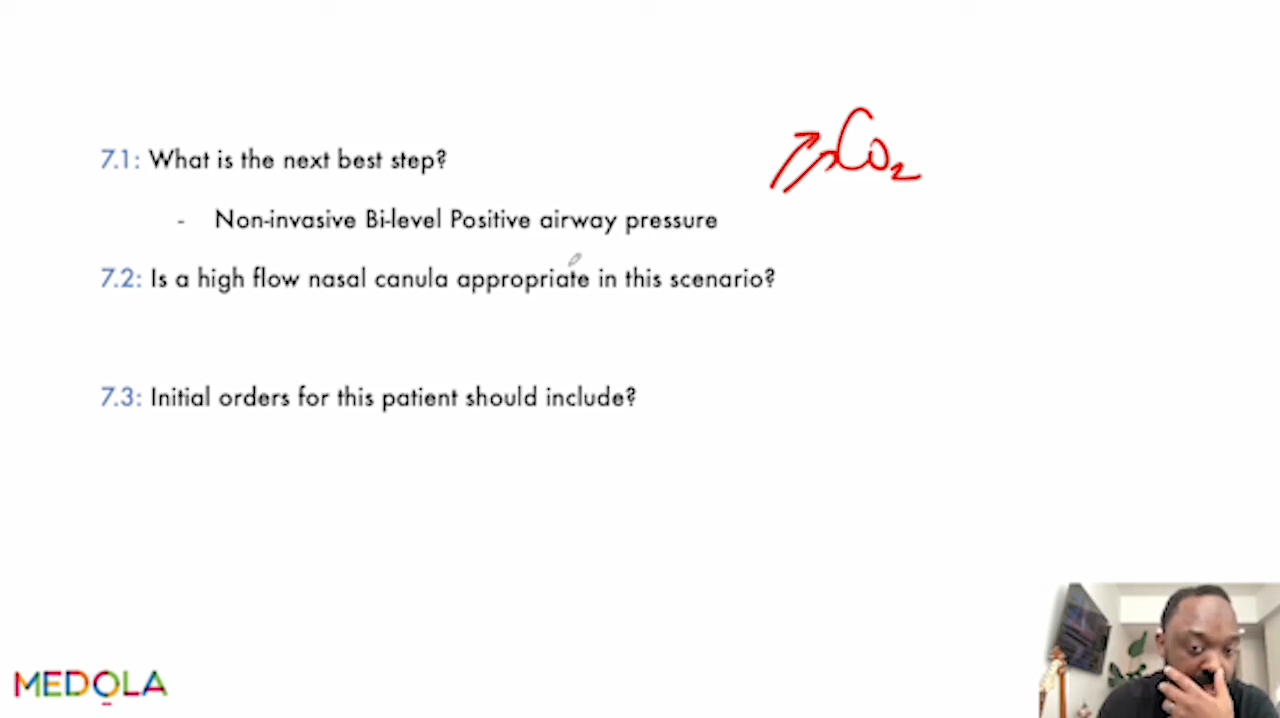 7.1: What is the next best step?
↗pCO2
- Non-invasive Bi-level Positive airway pressure
7.2: Is a high flow nasal canula appropriate in this scenario?
7.3: Initial orders for this patient should include?
MEDOLA